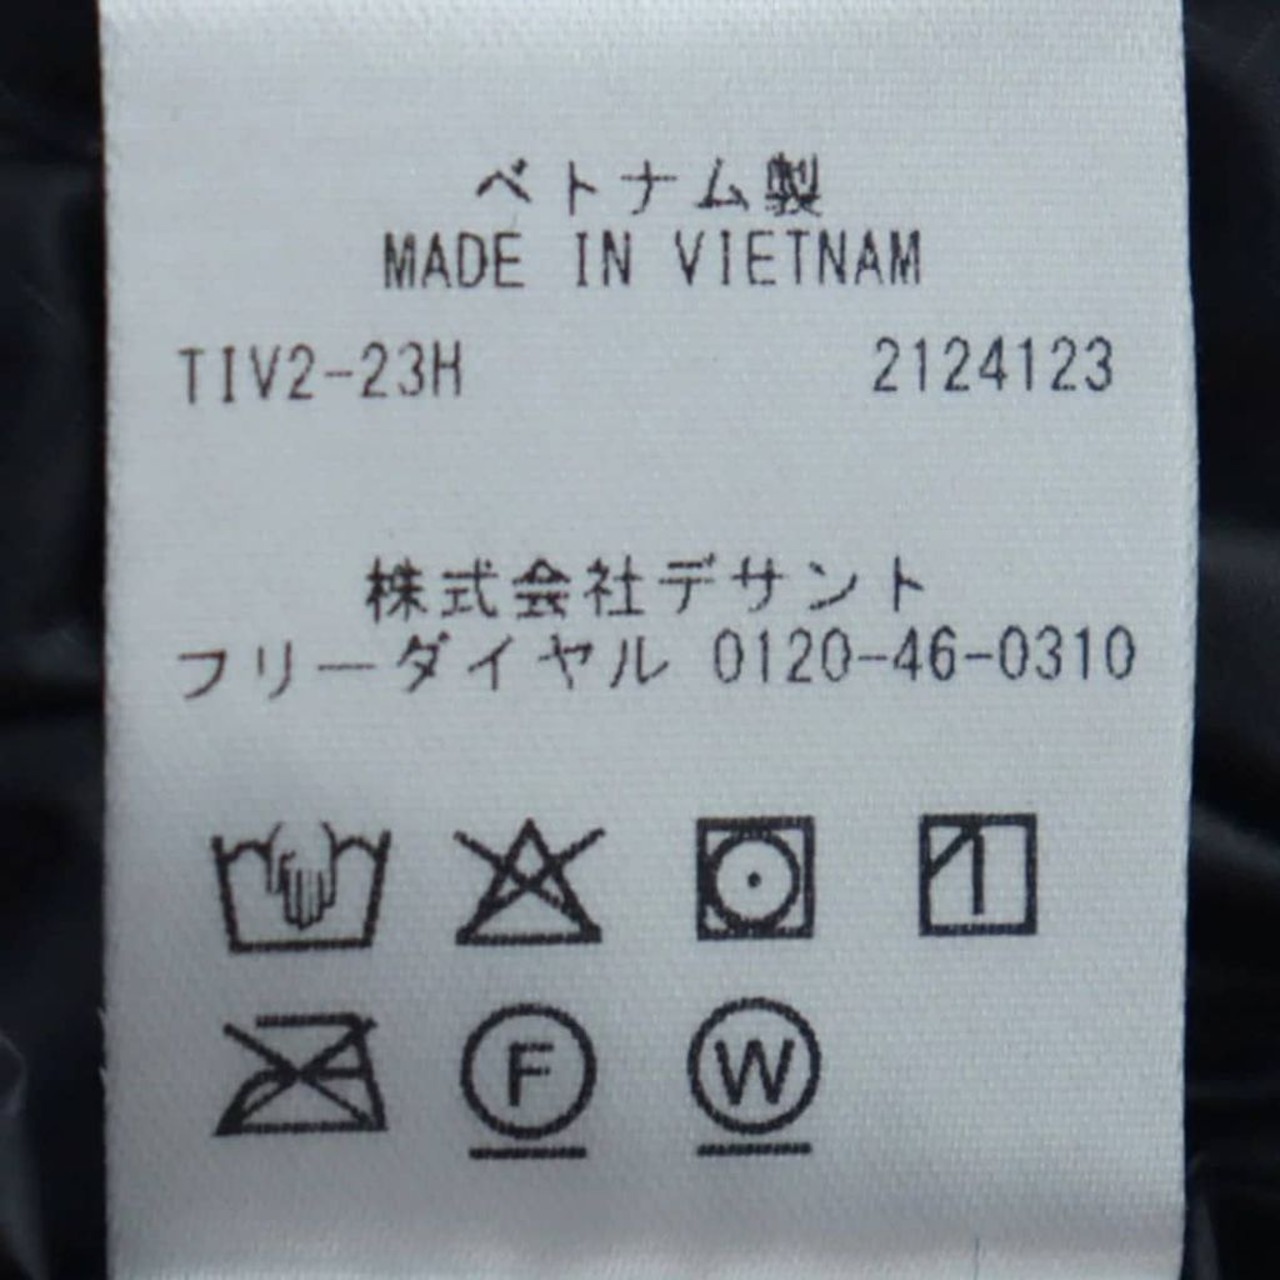 ベトナム製
MADE IN VIETNAM
TIV2-23H 2124123
株式会社デサント
フリーダイヤル 0120-46-0310
F W